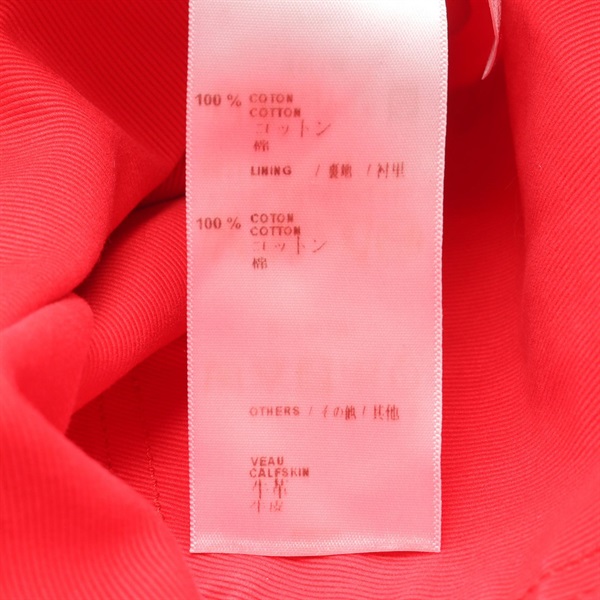 100 % COTON
COTTON
コットン
棉
LINING / 裏地 / 衬里
100 % COTON
COTTON
コットン
棉
OTHERS / その他 / 其他
VEAU
CALFSKIN
牛革
牛皮